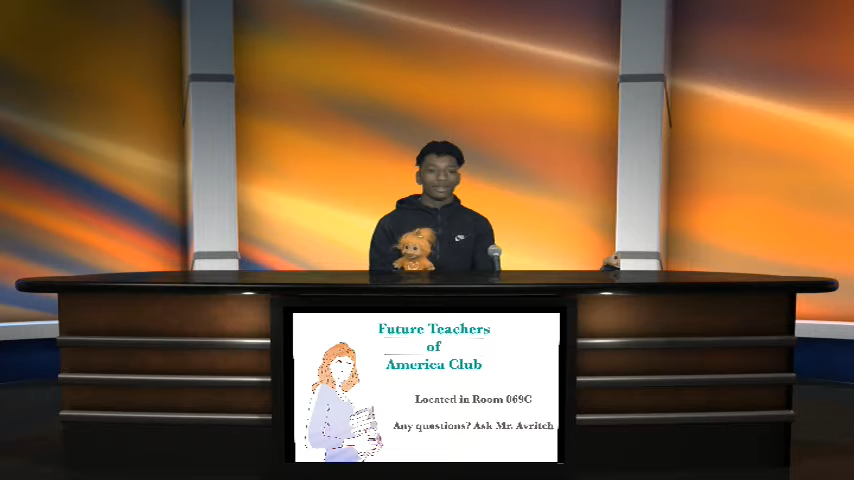 Future Teachers
of
America Club
Located in Room 069C
Any questions? Ask Mr. Avritch